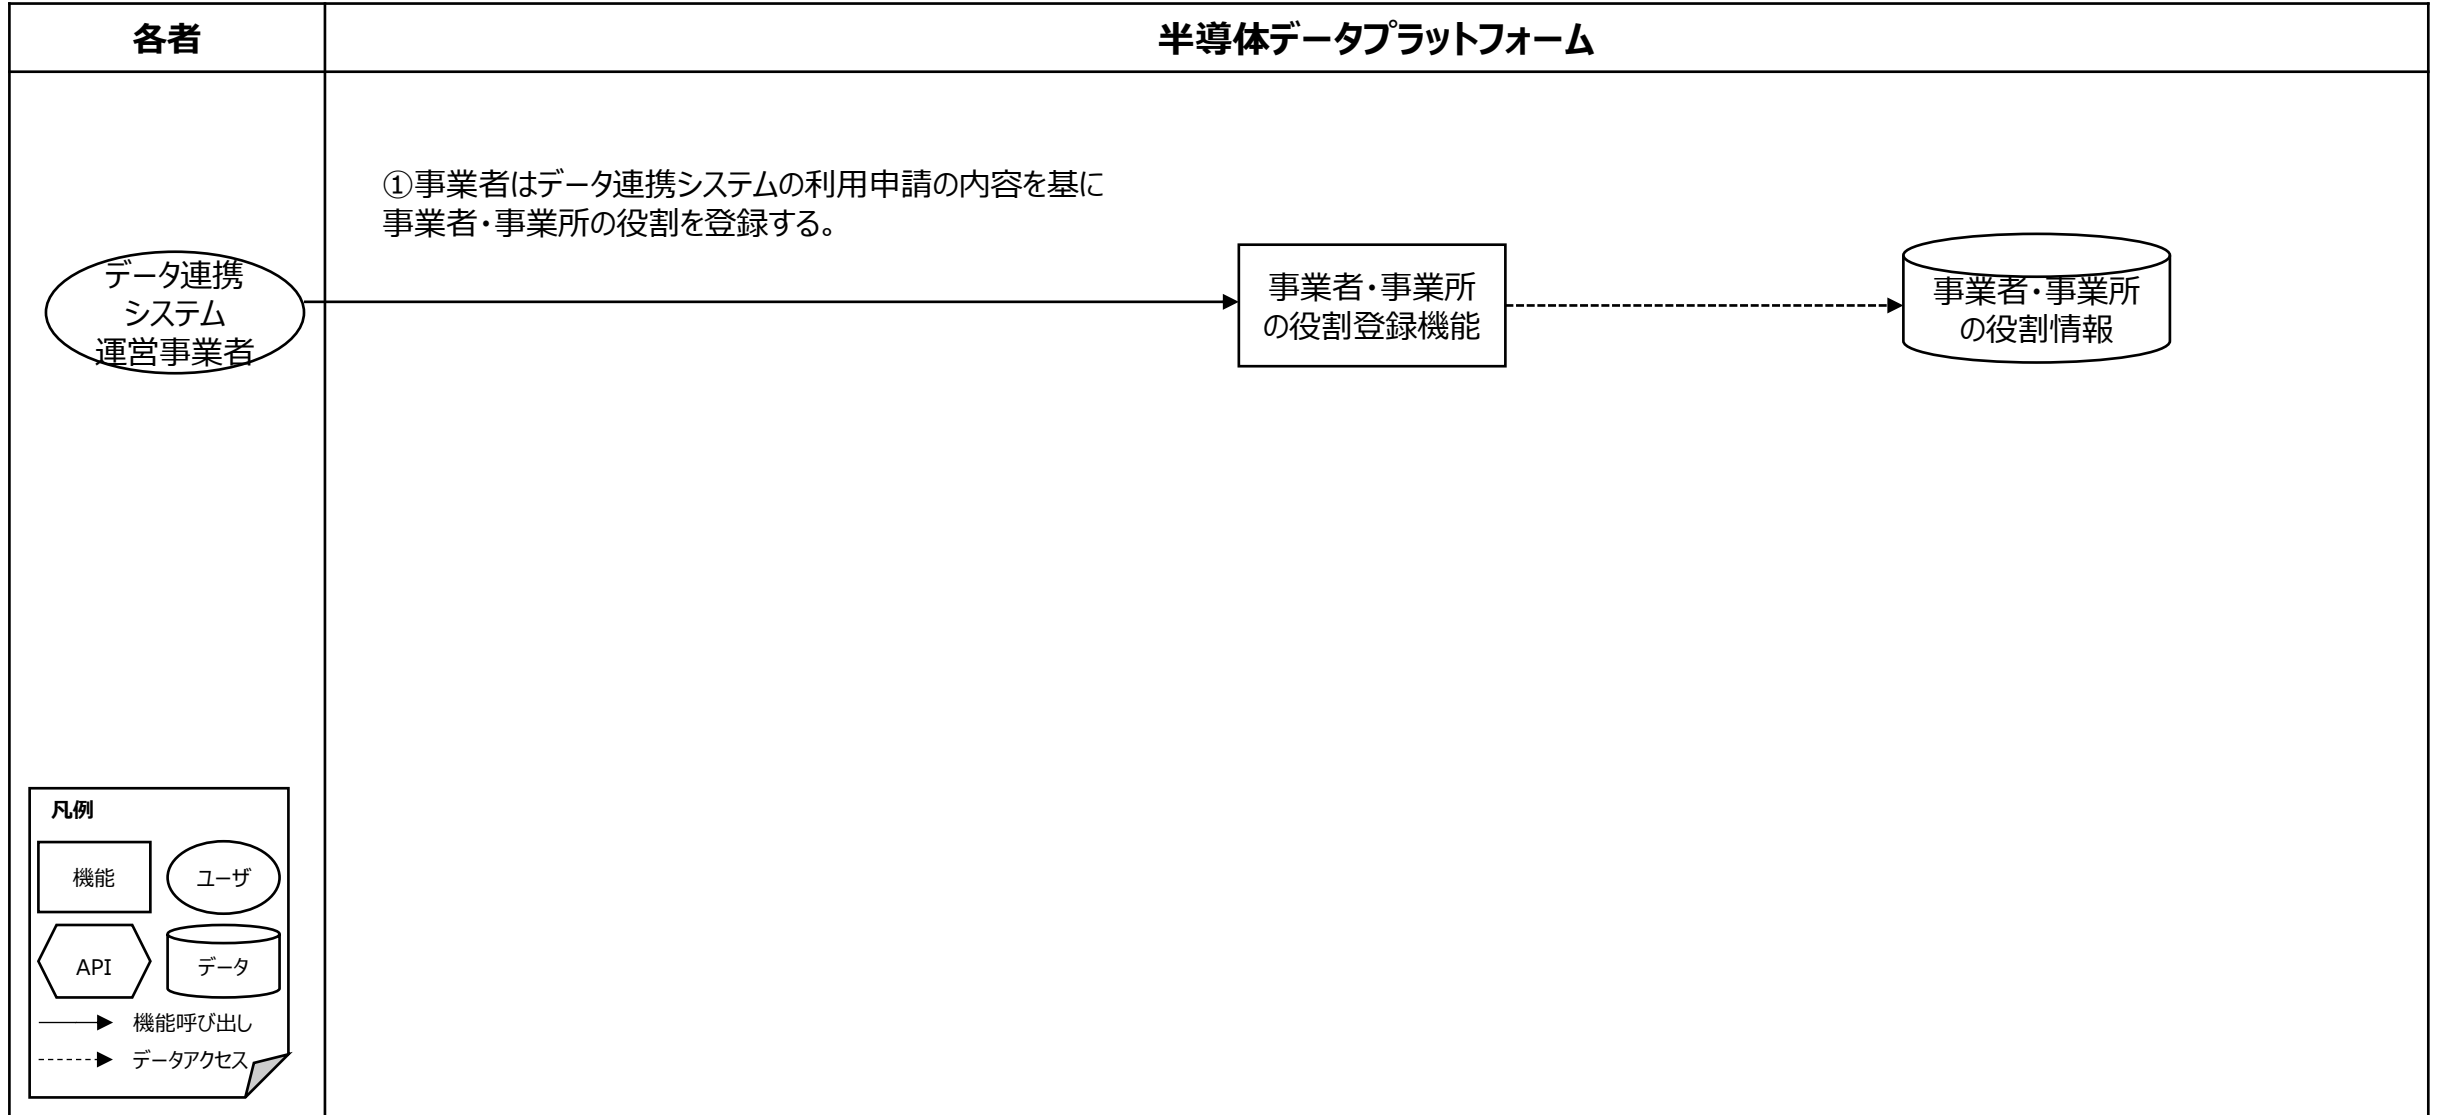 各者
半導体データプラットフォーム
①事業者はデータ連携システムの利用申請の内容を基に
事業者・事業所の役割を登録する。
データ連携
システム
運営事業者
事業者・事業所
の役割登録機能
事業者・事業所
の役割情報
凡例
機能
ユーザ
API
データ
機能呼び出し
データアクセス